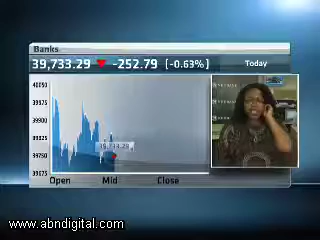 Banks
39,733.29 -252.79 [-0.63%] Today
40050
39975
39900
39825
39750
39675
39,733.29
Open Mid Close
www.abndigital.com